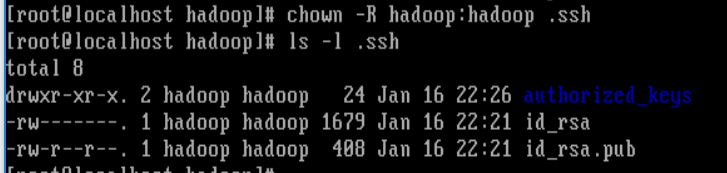 [root@localhost hadoop]# chown -R hadoop:hadoop .ssh
[root@localhost hadoop]# ls -l .ssh
total 8
drwxr-xr-x. 2 hadoop hadoop   24 Jan 16 22:26 authorized_keys
-rw-------. 1 hadoop hadoop 1679 Jan 16 22:21 id_rsa
-rw-r--r--. 1 hadoop hadoop  408 Jan 16 22:21 id_rsa.pub